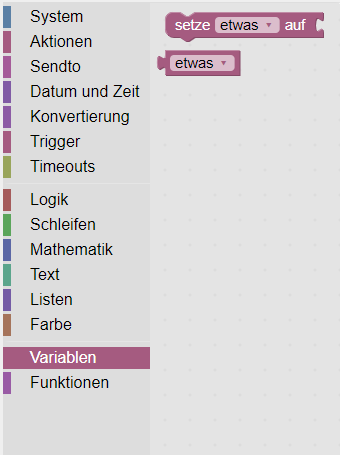 System
Aktionen
Sendto
Datum und Zeit
Konvertierung
Trigger
Timeouts
Logik
Schleifen
Mathematik
Text
Listen
Farbe
Variablen
Funktionen
setze etwas auf
etwas